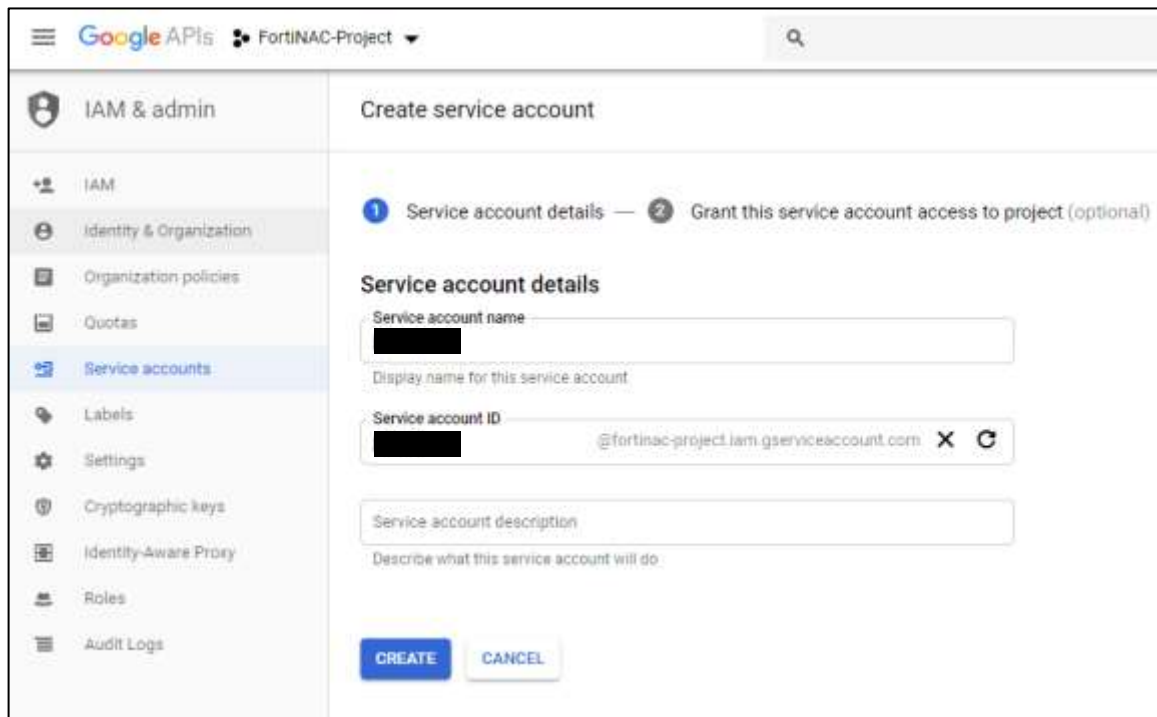 Google APIs FortiNAC-Project
IAM & admin
Create service account
IAM
Identity & Organization
Organization policies
Quotas
Service accounts
Labels
Settings
Cryptographic keys
Identity-Aware Proxy
Roles
Audit Logs
1 Service account details — 2 Grant this service account access to project (optional)
Service account details
Service account name
Display name for this service account
Service account ID
@fortinac-project.iam.gserviceaccount.com
Service account description
Describe what this service account will do
CREATE CANCEL